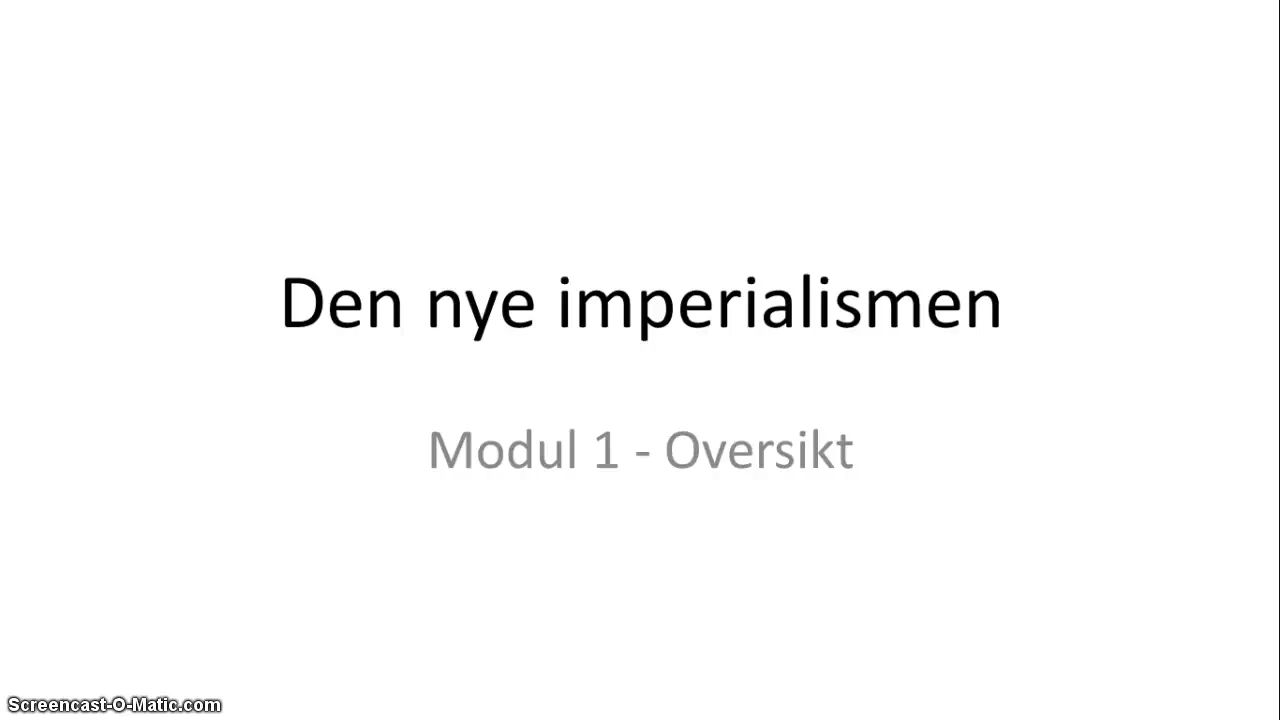 Den nye imperialismen
Modul 1 - Oversikt
Screencast-O-Matic.com